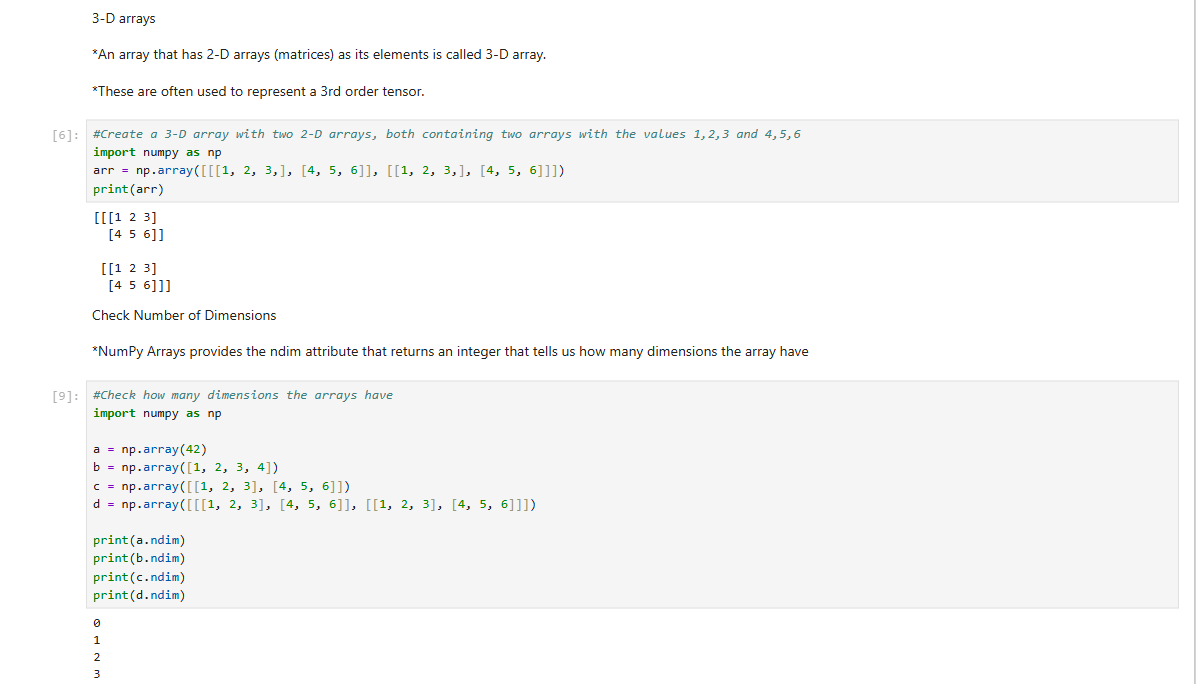 3-D arrays
*An array that has 2-D arrays (matrices) as its elements is called 3-D array.
*These are often used to represent a 3rd order tensor.
[6]: #Create a 3-D array with two 2-D arrays, both containing two arrays with the values 1,2,3 and 4,5,6
import numpy as np
arr = np.array([[[1, 2, 3,], [4, 5, 6]], [[1, 2, 3,], [4, 5, 6]]])
print(arr)
[[[1 2 3]
  [4 5 6]]
 [[1 2 3]
  [4 5 6]]]
Check Number of Dimensions
*NumPy Arrays provides the ndim attribute that returns an integer that tells us how many dimensions the array have
[9]: #Check how many dimensions the arrays have
import numpy as np
a = np.array(42)
b = np.array([1, 2, 3, 4])
c = np.array([[1, 2, 3], [4, 5, 6]])
d = np.array([[[1, 2, 3], [4, 5, 6]], [[1, 2, 3], [4, 5, 6]]])
print(a.ndim)
print(b.ndim)
print(c.ndim)
print(d.ndim)
0
1
2
3